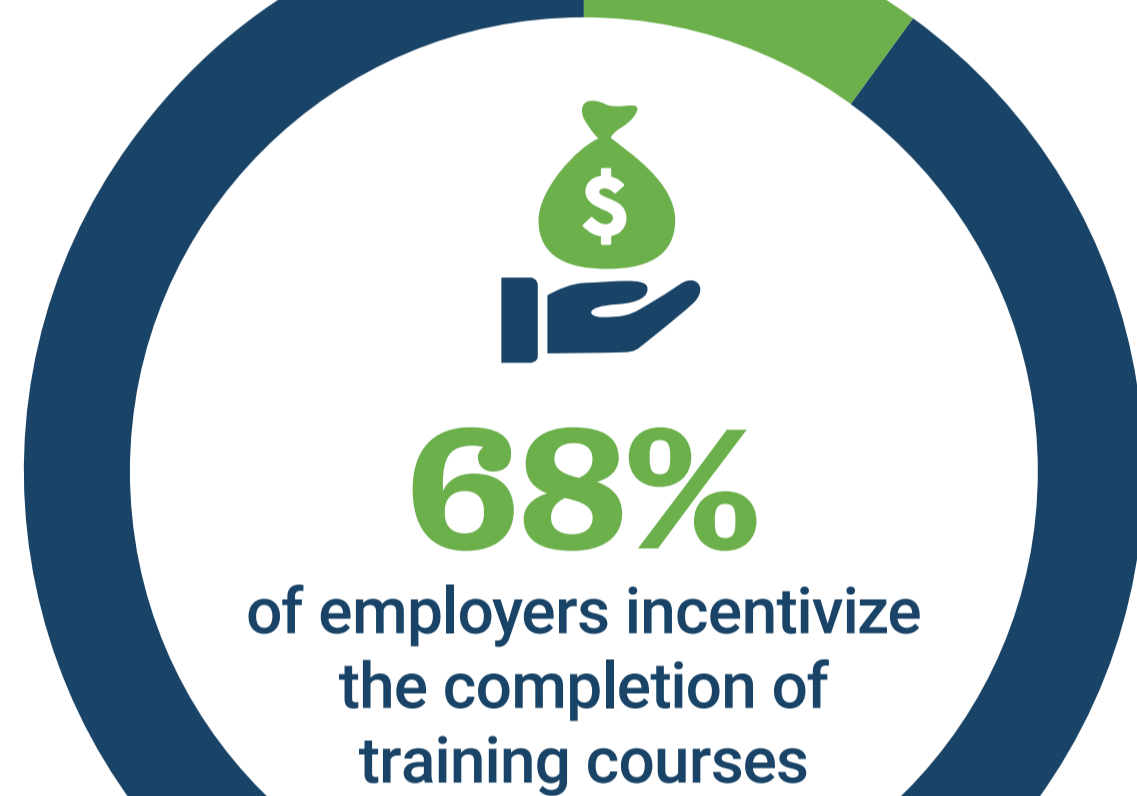 $
68%
of employers incentivize
the completion of
training courses